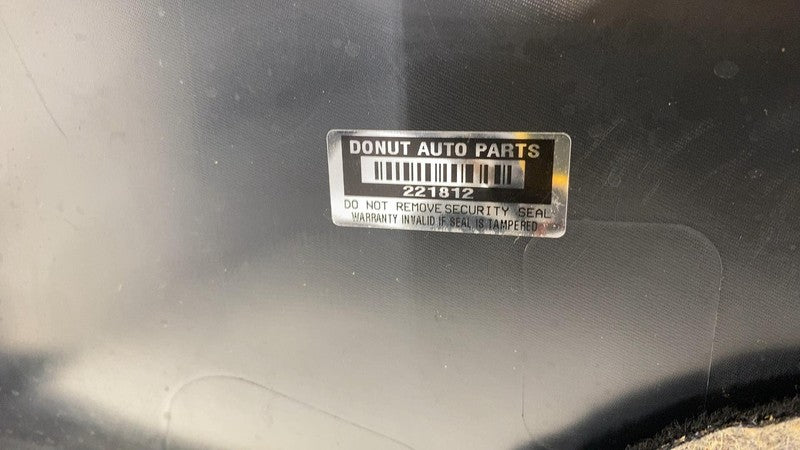 DONUT AUTO PARTS
221812
DO NOT REMOVE SECURITY SEAL
WARRANTY INVALID IF SEAL IS TAMPERED